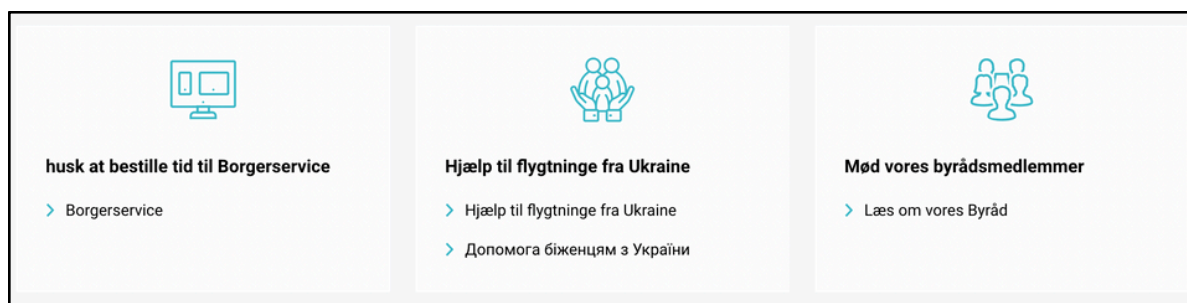 husk at bestille tid til Borgerservice
Borgerservice
Hjælp til flygtninge fra Ukraine
Hjælp til flygtninge fra Ukraine
Допомога біженцям з України
Mød vores byrådsmedlemmer
Læs om vores Byråd